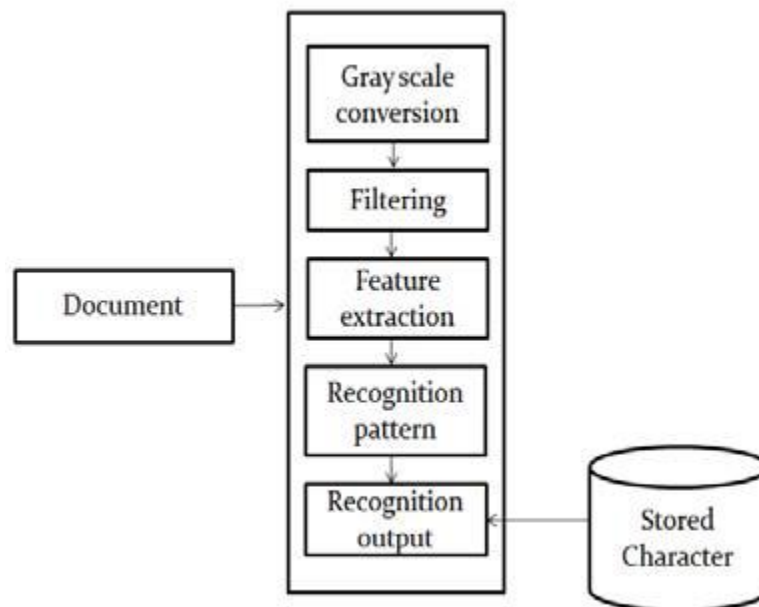 Gray scale
conversion
Filtering
Document
Feature
extraction
Recognition
pattern
Recognition
output
Stored
Character